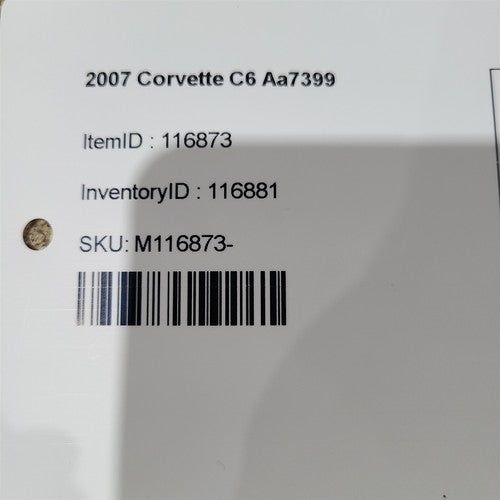 2007 Corvette C6 Aa7399
ItemID : 116873
InventoryID : 116881
SKU: M116873-